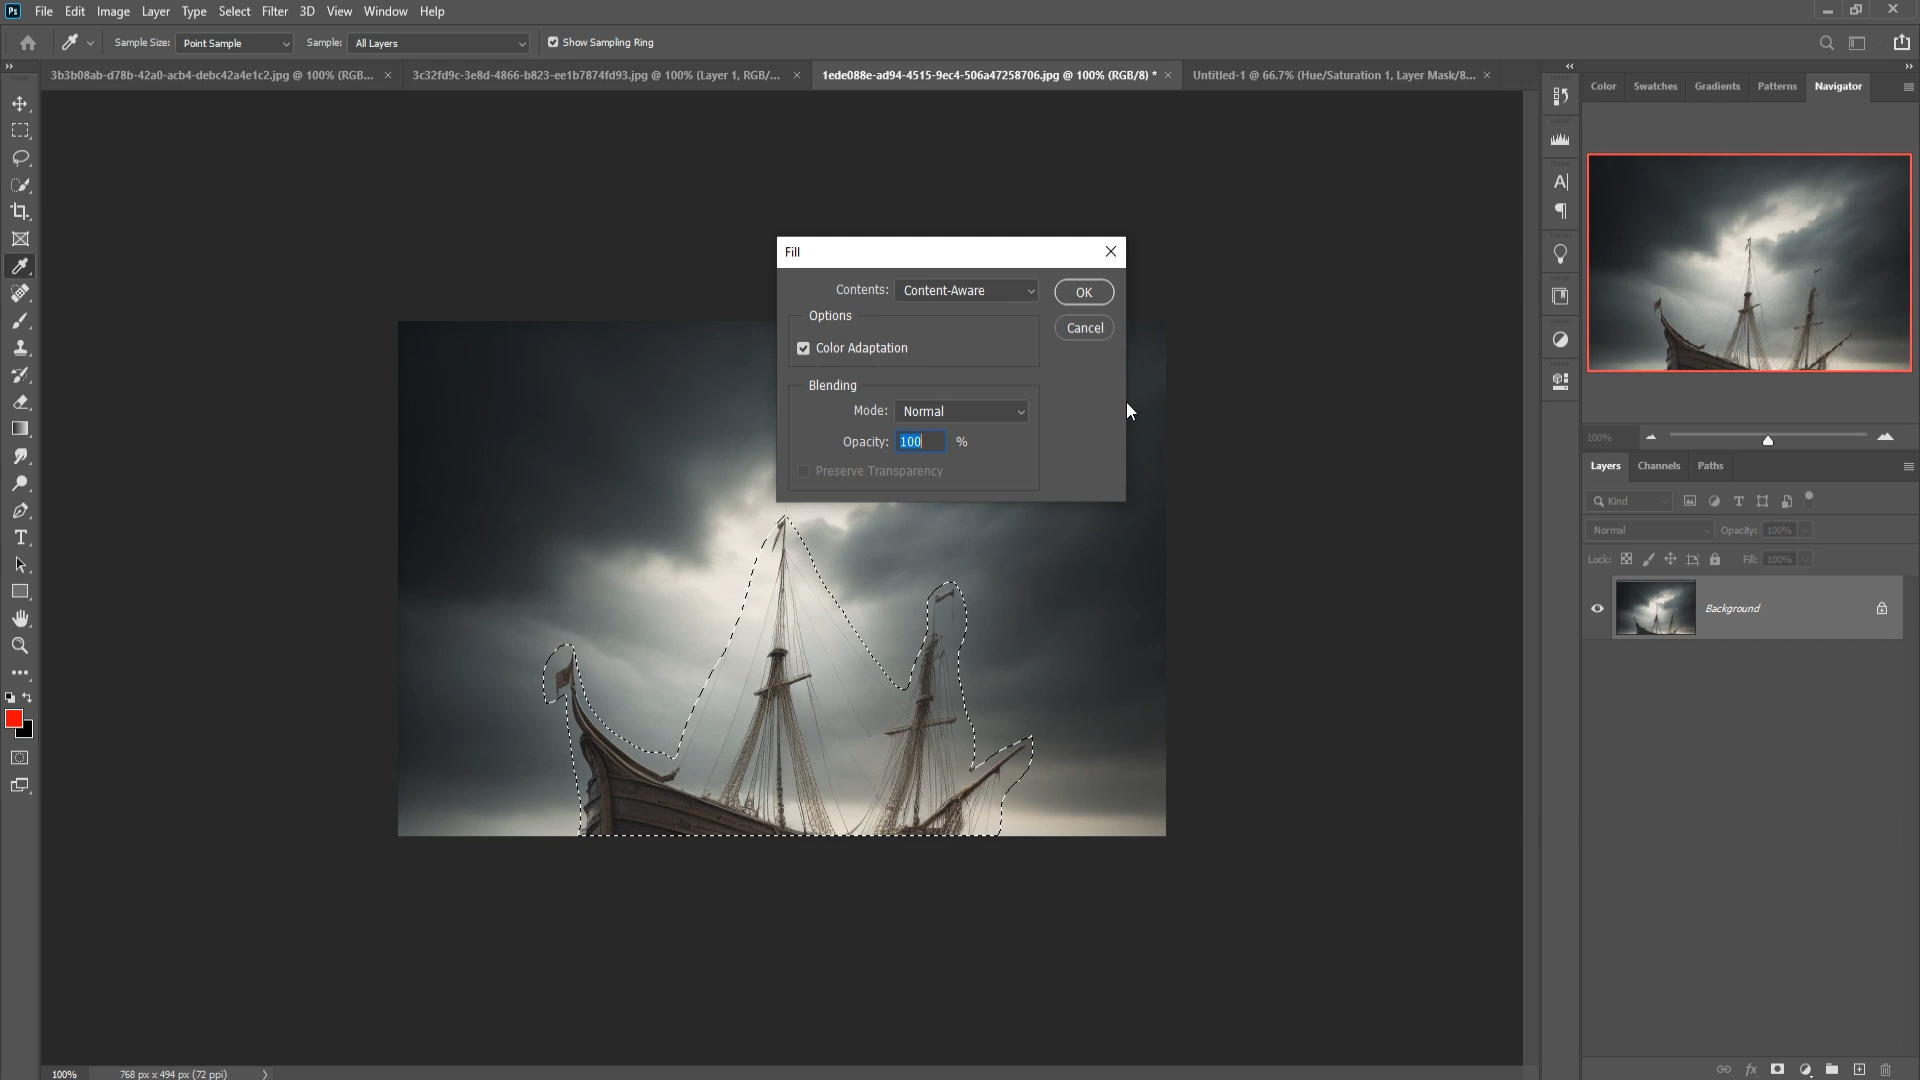 Ps File Edit Image Layer Type Select Filter 3D View Window Help
Sample Size: Point Sample Sample: All Layers Show Sampling Ring
3b3b08ab-d78b-42a0-acb4-debc42a4e1c2.jpg @ 100% (RGB... 3c32fd9c-3e8d-4866-b823-ee1b7874fd93.jpg @ 100% (Layer 1, RGB/... 1ede088e-ad94-4515-9ec4-506a47258706.jpg @ 100% (RGB/8) * Untitled-1 @ 66.7% (Hue/Saturation 1, Layer Mask/8...
Color Swatches Gradients Patterns Navigator
Fill
Contents: Content-Aware OK
Options
Cancel
Color Adaptation
Blending
Mode: Normal
Opacity: 100 %
Preserve Transparency
100%
Layers Channels Paths
Kind
Normal Opacity: 100%
Lock: Fill: 100%
Background
100% 768 px x 494 px (72 ppi)